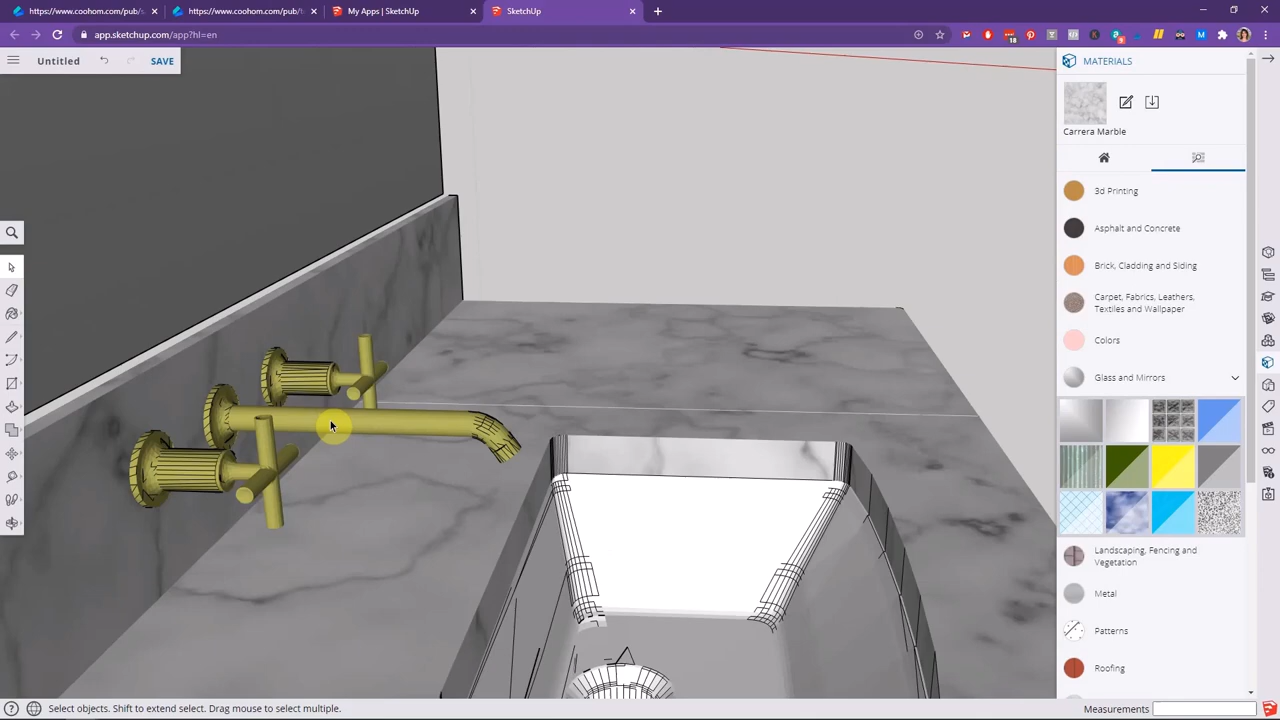 https://www.coohom.com/pub/s
https://www.coohom.com/pub/t
My Apps | SketchUp
SketchUp
app.sketchup.com/app?hl=en
Untitled
SAVE
MATERIALS
Carrera Marble
3d Printing
Asphalt and Concrete
Brick, Cladding and Siding
Carpet, Fabrics, Leathers,
Textiles and Wallpaper
Colors
Glass and Mirrors
Landscaping, Fencing and
Vegetation
Metal
Patterns
Roofing
Select objects. Shift to extend select. Drag mouse to select multiple.
Measurements